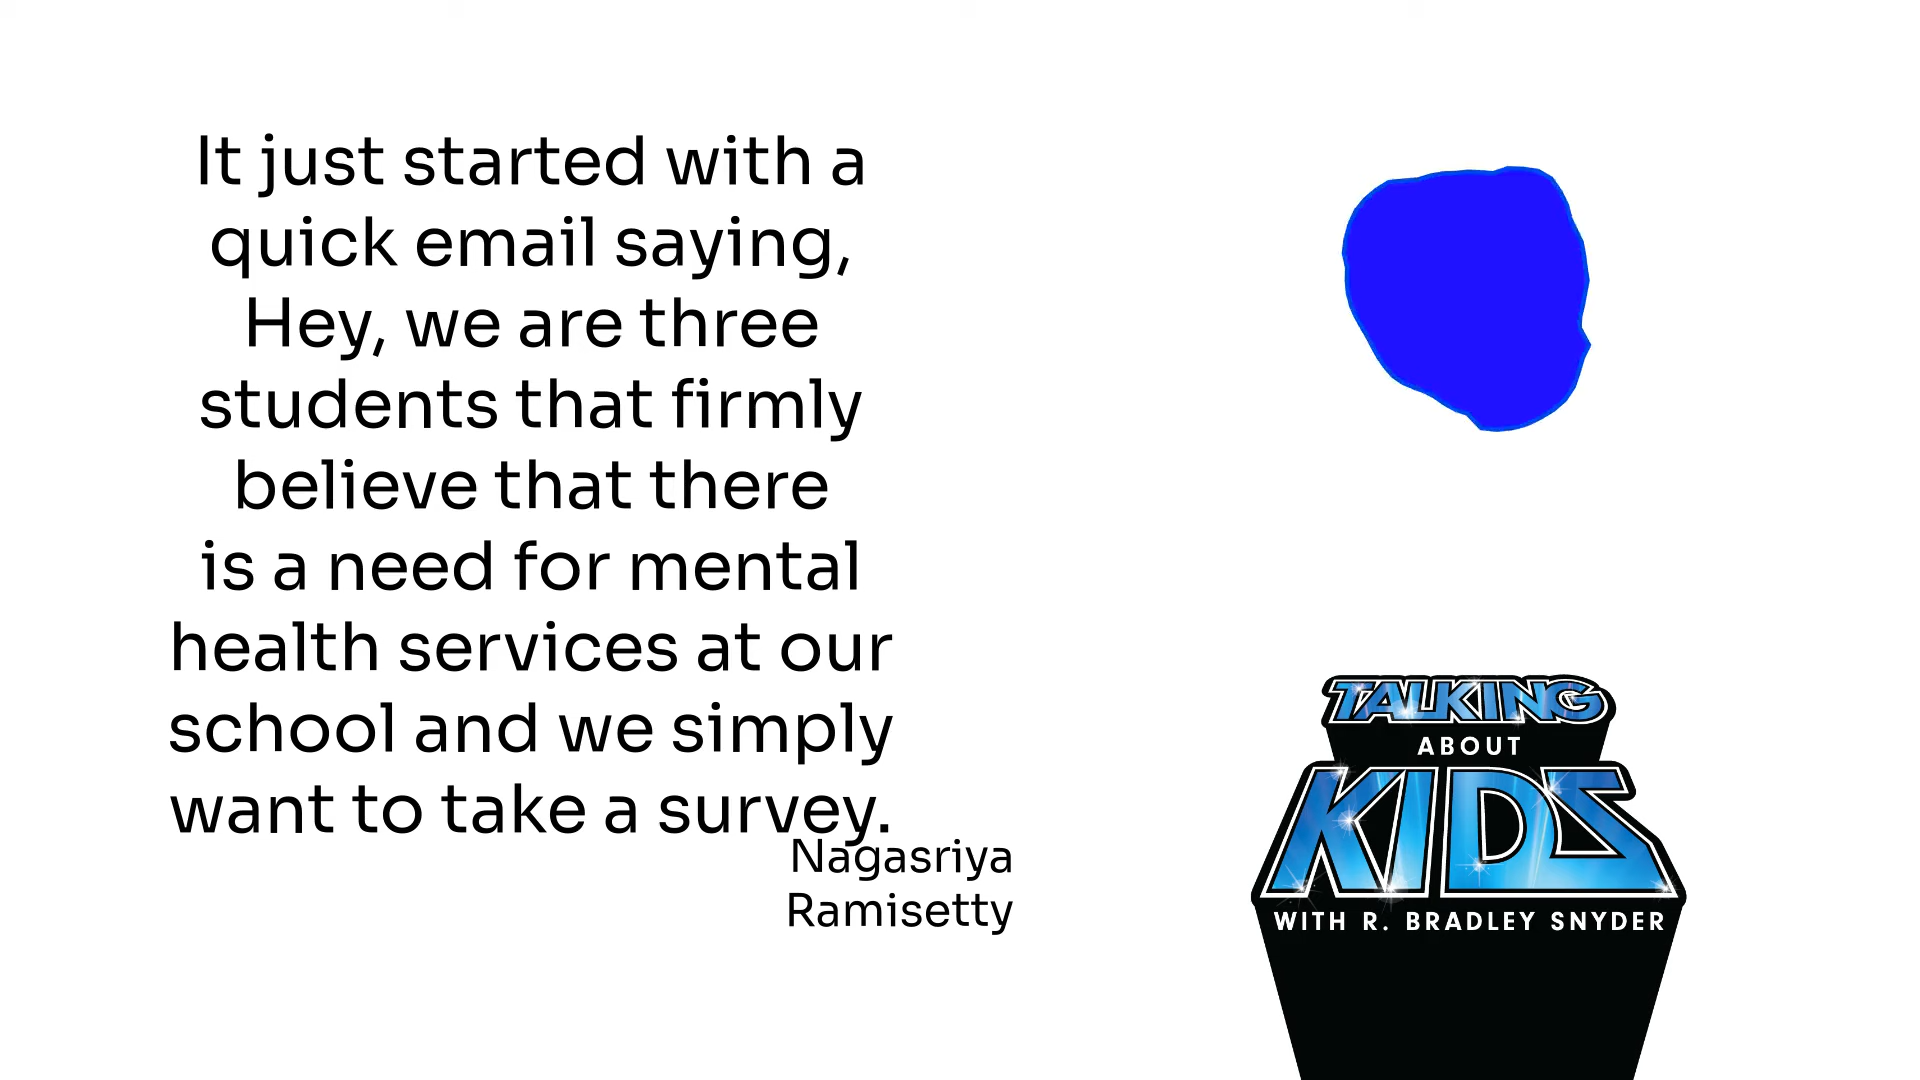 It just started with a
quick email saying,
Hey, we are three
students that firmly
believe that there
is a need for mental
health services at our
school and we simply
want to take a survey.
Nagasriya
Ramisetty
TALKING
ABOUT
KIDS
WITH R. BRADLEY SNYDER